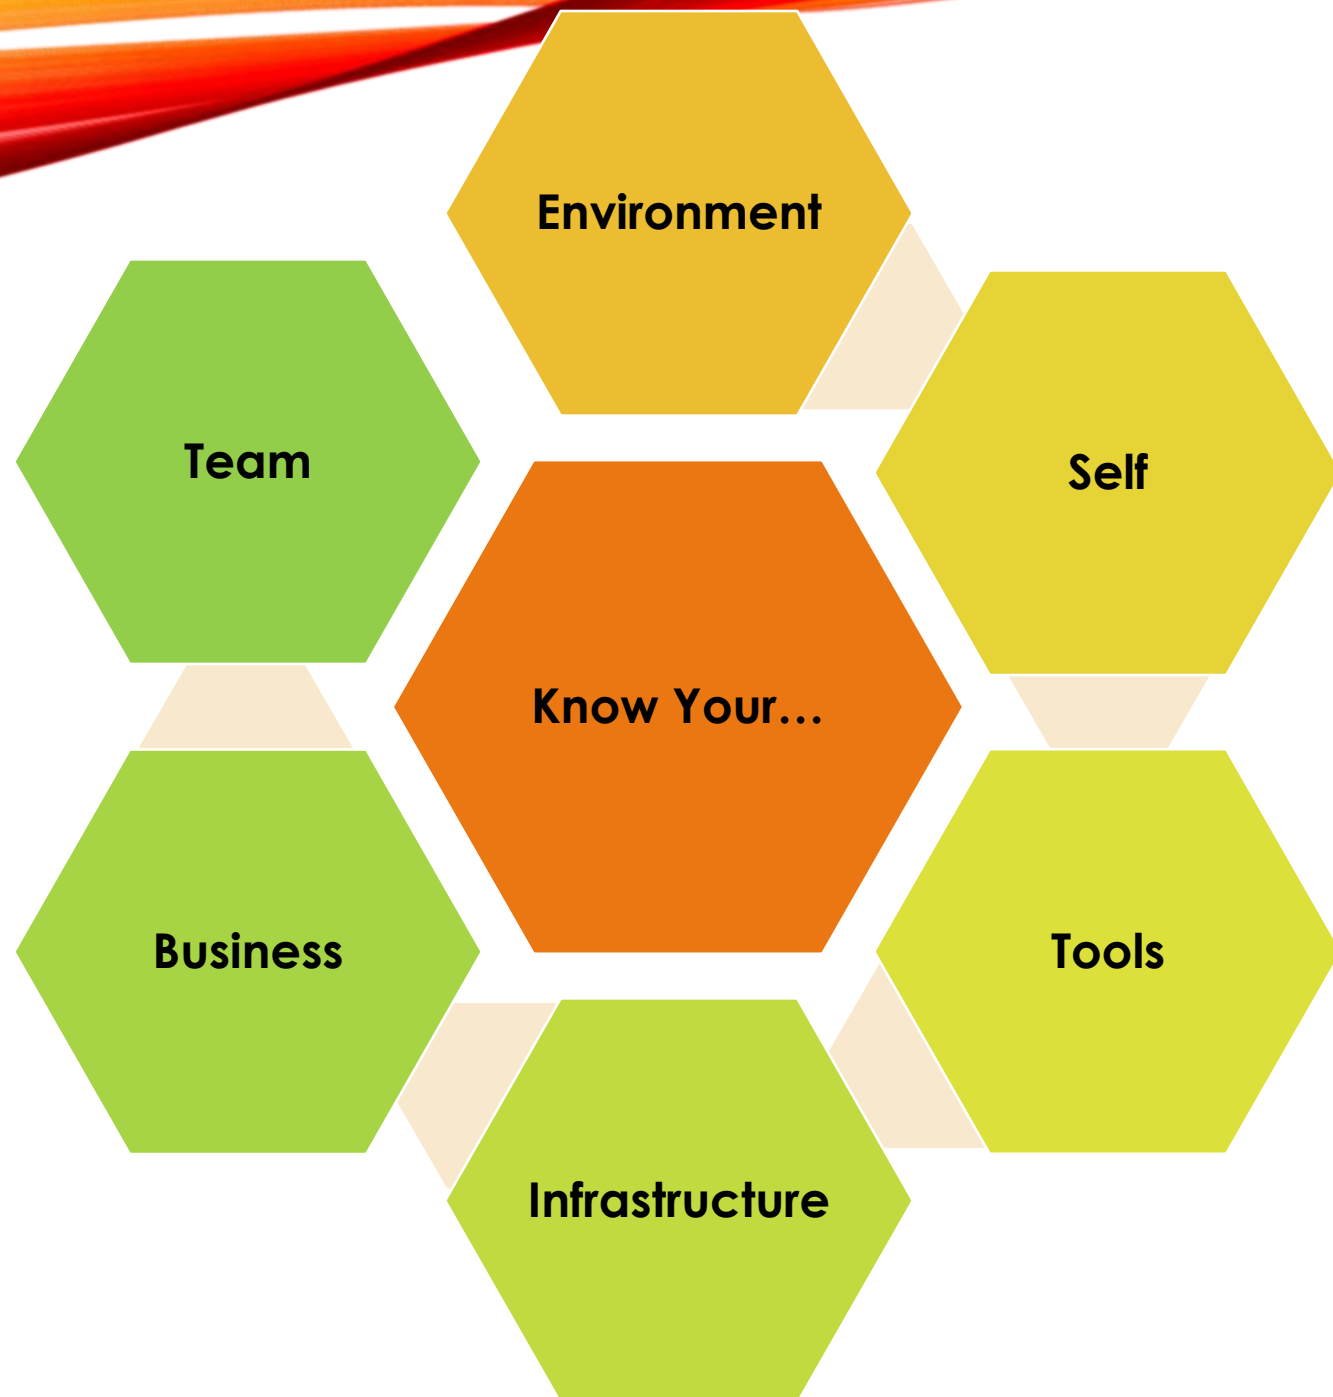 Environment
Team
Self
Know Your...
Business
Tools
Infrastructure